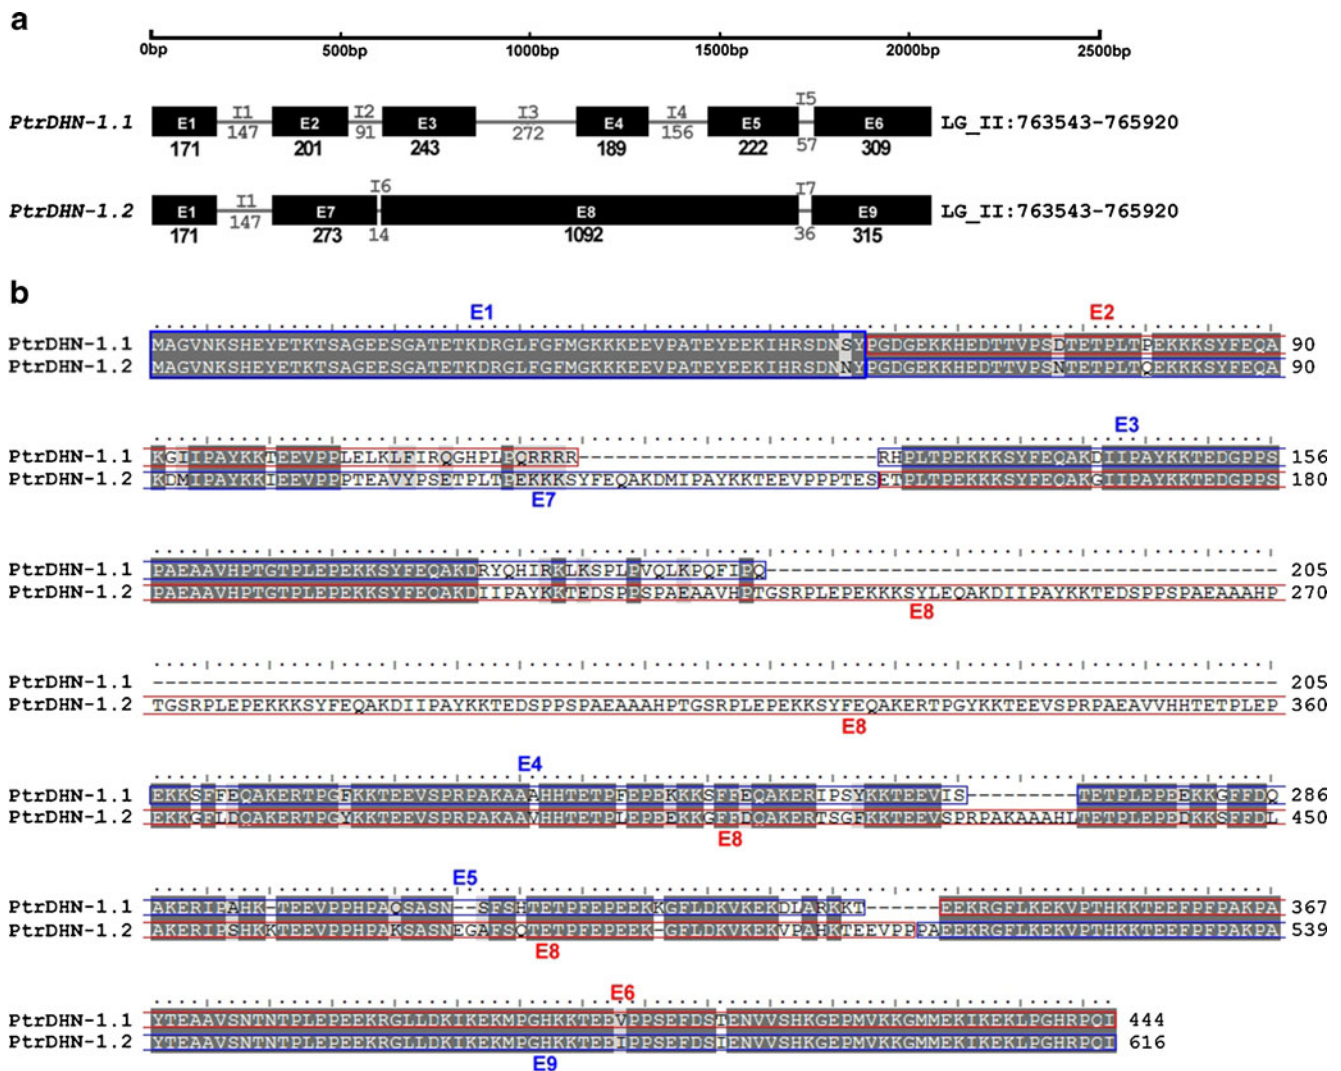 a
0bp 500bp 1000bp 1500bp 2000bp 2500bp
I1 I2 I3 I4 I5
PtrDHN-1.1 E1 E2 E3 E4 E5 E6 LG_II:763543-765920
147 91 272 156 57
171 201 243 189 222 309
I1 I6 I7
PtrDHN-1.2 E1 E7 E8 E9 LG_II:763543-765920
147 14 36
171 273 1092 315
b
E1 E2
PtrDHN-1.1 MAGVNKSHEYETKTSAGEESGATETKDRGLFGFMGKKKEEVPATEYEEKIHRSDNSYPGDGEKKHEDTTVPSDTETPLTPEKKKSYFEQA 90
PtrDHN-1.2 MAGVNKSHEYETKTSAGEESGATETKDRGLFGFMGKKKEEVPATEYEEKIHRSDNNYPGDGEKKHEDTTVPSNTETPLTQEKKKSYFEQA 90
E3
PtrDHN-1.1 KGIIPAYKKTEEVPPLELKLFIRQGHPLPQRRRR------------------------RHPLTPEKKKSYFEQAKDIIPAYKKTEDGPPS 156
PtrDHN-1.2 KDMIPAYKKIEEVPPPTEAVYPSETPLTPEKKKSYFEQAKDMIPAYKKTEEVPPPTESETPLTPEKKKSYFEQAKGIIPAYKKTEDGPPS 180
E7
PtrDHN-1.1 PAEAAVHPTGTPLEPEKKSYFEQAKDRYQHIRKLKSPLPVQLKPQFIPQ----------------------------------------- 205
PtrDHN-1.2 PAEAAVHPTGTPLEPEKKSYFEQAKDIIPAYKKTEDSPPSPAEAAVHPTGSRPLEPEKKKSYLEQAKDIIPAYKKTEDSPPSPAEAAAHP 270
E8
PtrDHN-1.1 ------------------------------------------------------------------------------------------ 205
PtrDHN-1.2 TGSRPLEPEKKKSYFEQAKDIIPAYKKTEDSPPSPAEAAAHPTGSRPLEPEKKSYFEQAKERTPGYKKTEEVSPRPAEAVVHHTETPLEP 360
E8
E4
PtrDHN-1.1 EKKSFFEQAKERTPGFKKTEEVSPRPAKAAAHHTETPFEPEKKKSFFEQAKERIPSYKKTEEVIS---------TETPLEPEEKKGFFDQ 286
PtrDHN-1.2 EKKGFLDQAKERTPGYKKTEEVSPRPAKAAVHHTETPLEPEEKKGFFDQAKERTSGFKKTEEVSPRPAKAAAHLTETPLEPEDKKSFFDL 450
E8
E5
PtrDHN-1.1 AKERIPAHK-TEEVPPHPAQSASN--SFSHTETPFEPEEKKGFLDKVKEKDLARKKT------EEKRGFLKEKVPTHKKTEEFPFPAKPA 367
PtrDHN-1.2 AKERIPSHKKTEEVPPHPAKSASNEGAFSQTETPFEPEEK-GFLDKVKEKVPAHKTEEVPPPAEEKRGFLKEKVPTHKKTEEFPFPAKPA 539
E8
E6
PtrDHN-1.1 YTEAAVSNTNTPLEPEEKRGLLDKIKEKMPGHKKTEEVPPSEFDSTENVVSHKGEPMVKKGMMEKIKEKLPGHRPQI 444
PtrDHN-1.2 YTEAAVSNTNTPLEPEEKRGLLDKIKEKMPGHKKTEEIPPSEFDSIENVVSHKGEPMVKKGMMEKIKEKLPGHRPQI 616
E9